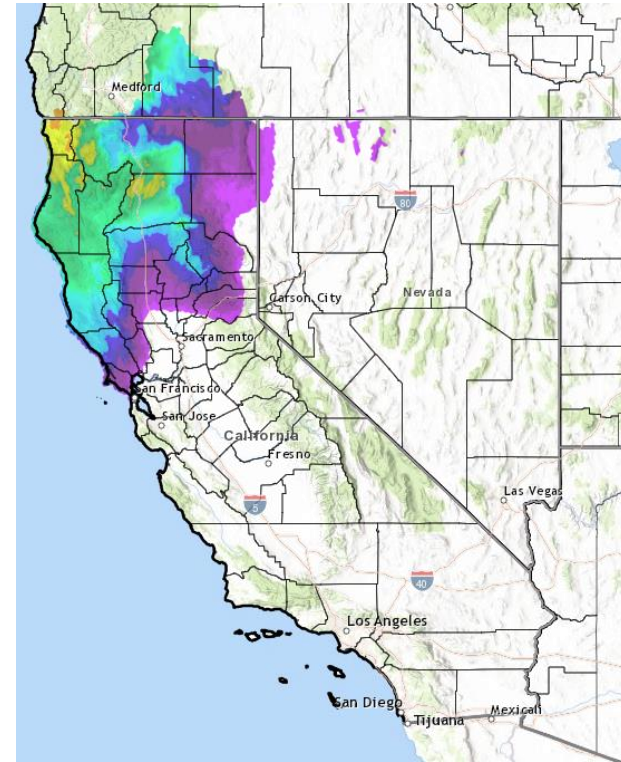 Medford
80
Carson City
Nevada
Sacramento
San Francisco
San Jose
California
Fresno
Las Vegas
5
40
Los Angeles
San Diego
Mexicali
Tijuana